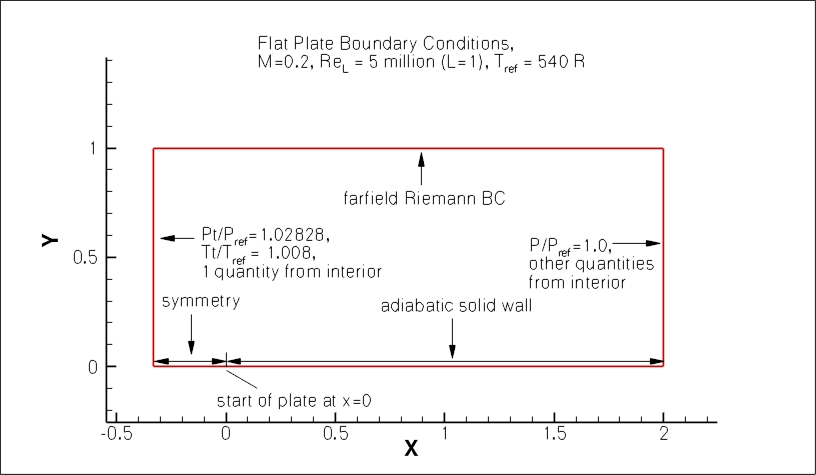 Flat Plate Boundary Conditions,
M=0.2, Re_L = 5 million (L=1), T_ref = 540 R
1
farfield Riemann BC
Y
Pt/P_ref=1.02828,
Tt/T_ref = 1.008,
1 quantity from interior
P/P_ref=1.0,
other quantities
from interior
0.5
symmetry
adiabatic solid wall
0
start of plate at x=0
-0.5 0 0.5 1 1.5 2
X